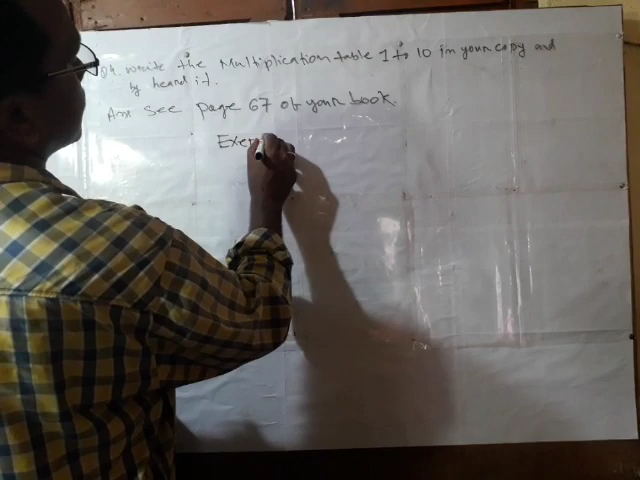 Q4. write the Multiplication table 1 to 10 in your copy and
by heard it.
Ans See page 67 of your book.
Exer